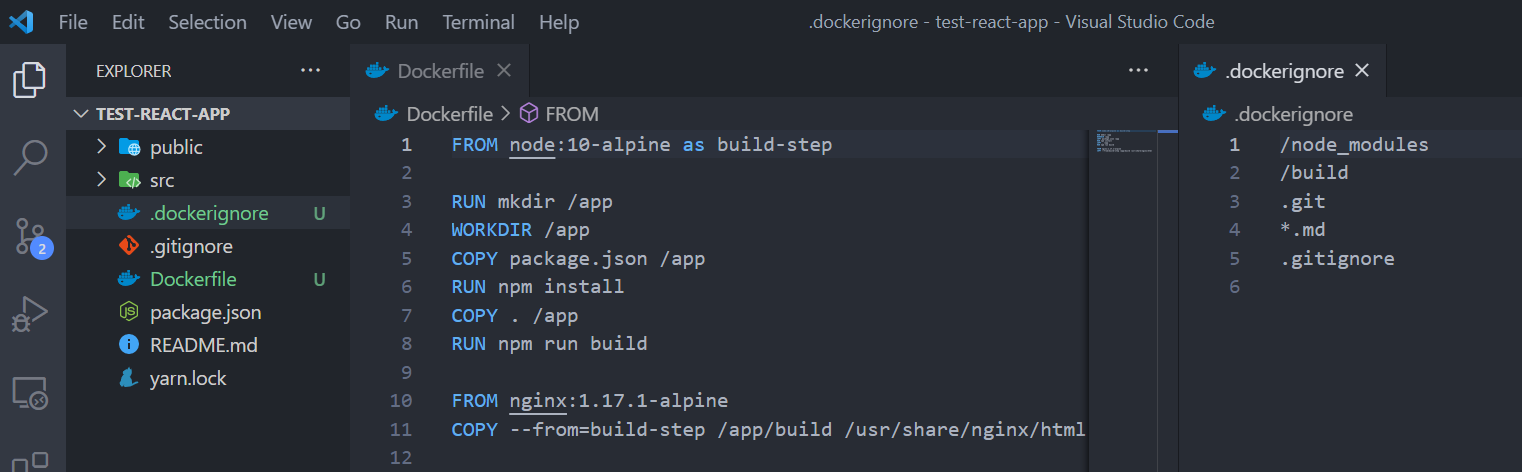 File Edit Selection View Go Run Terminal Help .dockerignore - test-react-app - Visual Studio Code
EXPLORER
TEST-REACT-APP
public
src
.dockerignore U
.gitignore
Dockerfile U
package.json
README.md
yarn.lock
2
Dockerfile
Dockerfile > FROM
1 FROM node:10-alpine as build-step
2
3 RUN mkdir /app
4 WORKDIR /app
5 COPY package.json /app
6 RUN npm install
7 COPY . /app
8 RUN npm run build
9
10 FROM nginx:1.17.1-alpine
11 COPY --from=build-step /app/build /usr/share/nginx/html
12
.dockerignore
.dockerignore
1 /node_modules
2 /build
3 .git
4 *.md
5 .gitignore
6